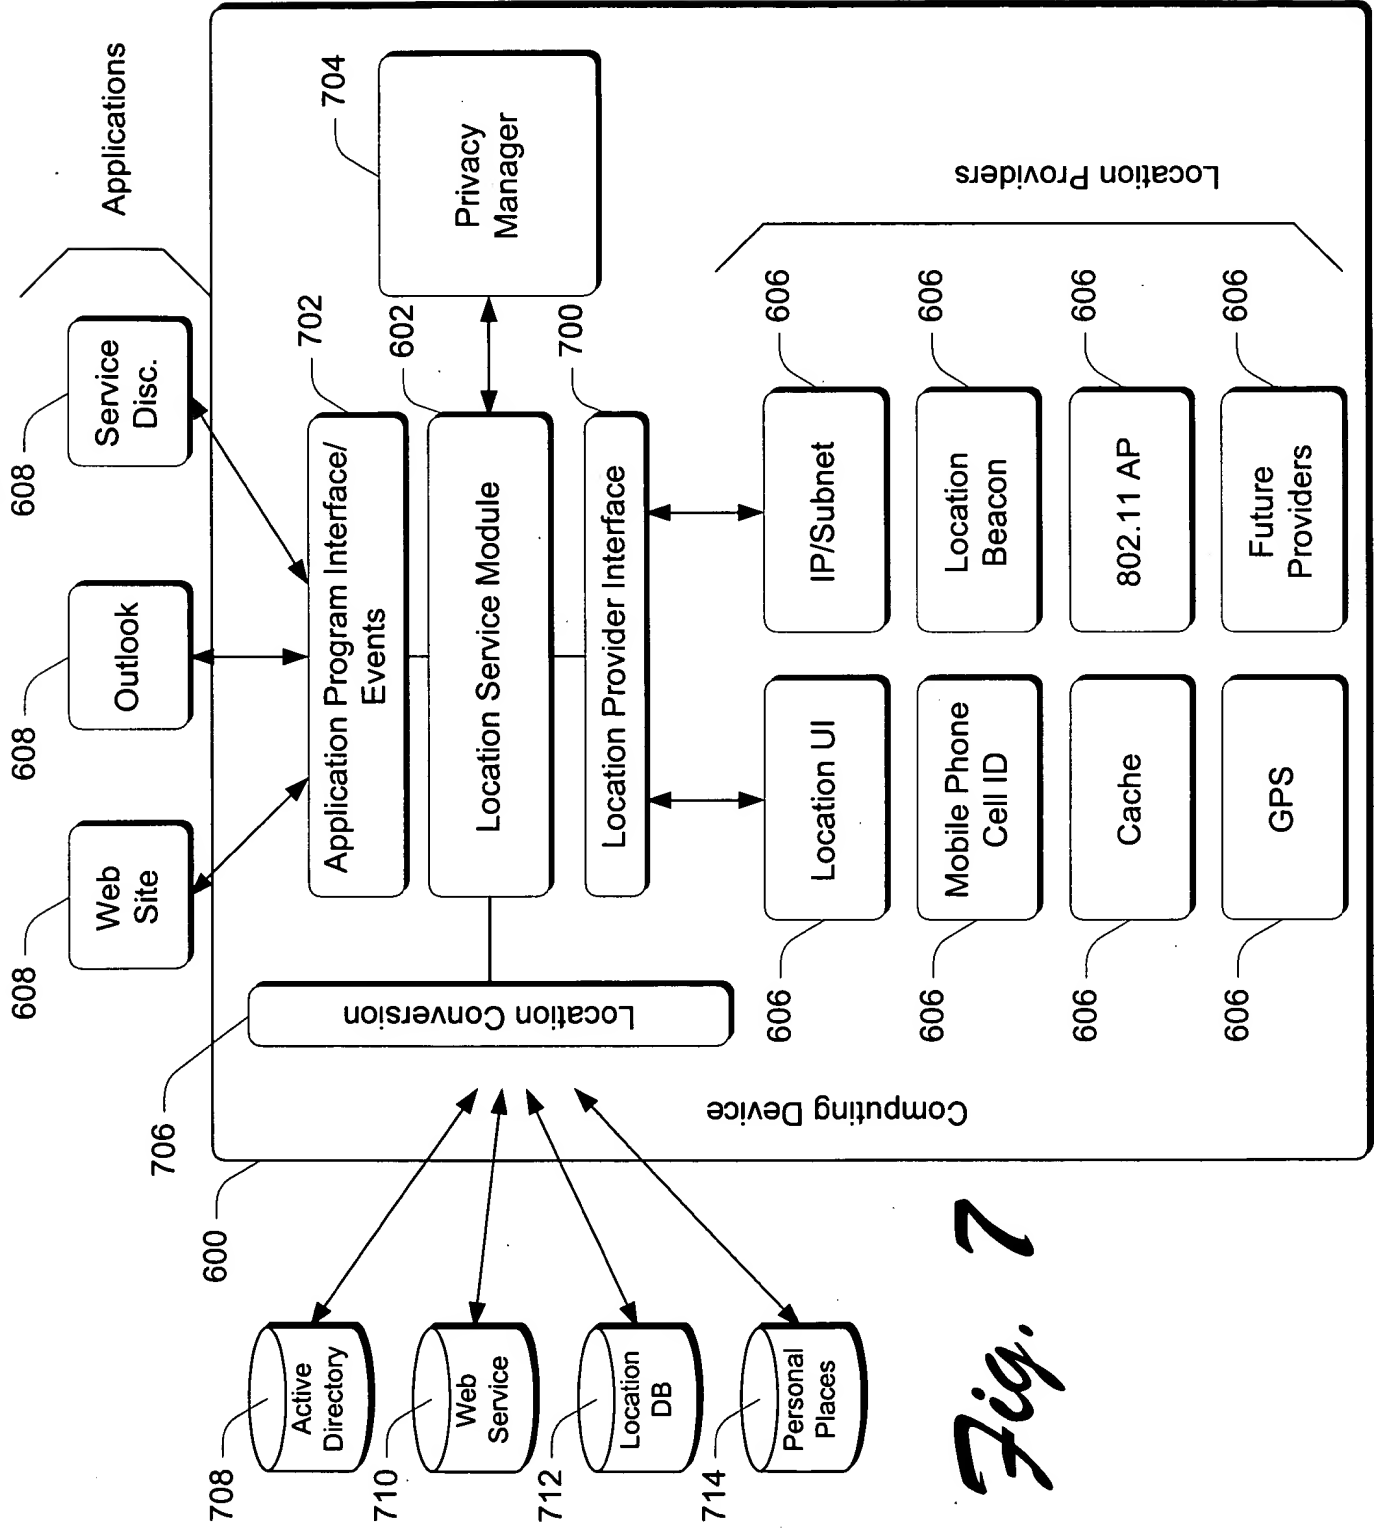 608
608
608
Applications
Web
Site
Outlook
Service
Disc.
600
706
702
602
700
704
Application Program Interface/
Events
Location Service Module
Location Provider Interface
Privacy
Manager
Location Conversion
Computing Device
708
Active
Directory
710
Web
Service
712
Location
DB
714
Personal
Places
606
Location UI
IP/Subnet
606
606
Mobile Phone
Cell ID
Location
Beacon
606
606
Cache
802.11 AP
606
606
GPS
Future
Providers
606
Location Providers
Fig. 7